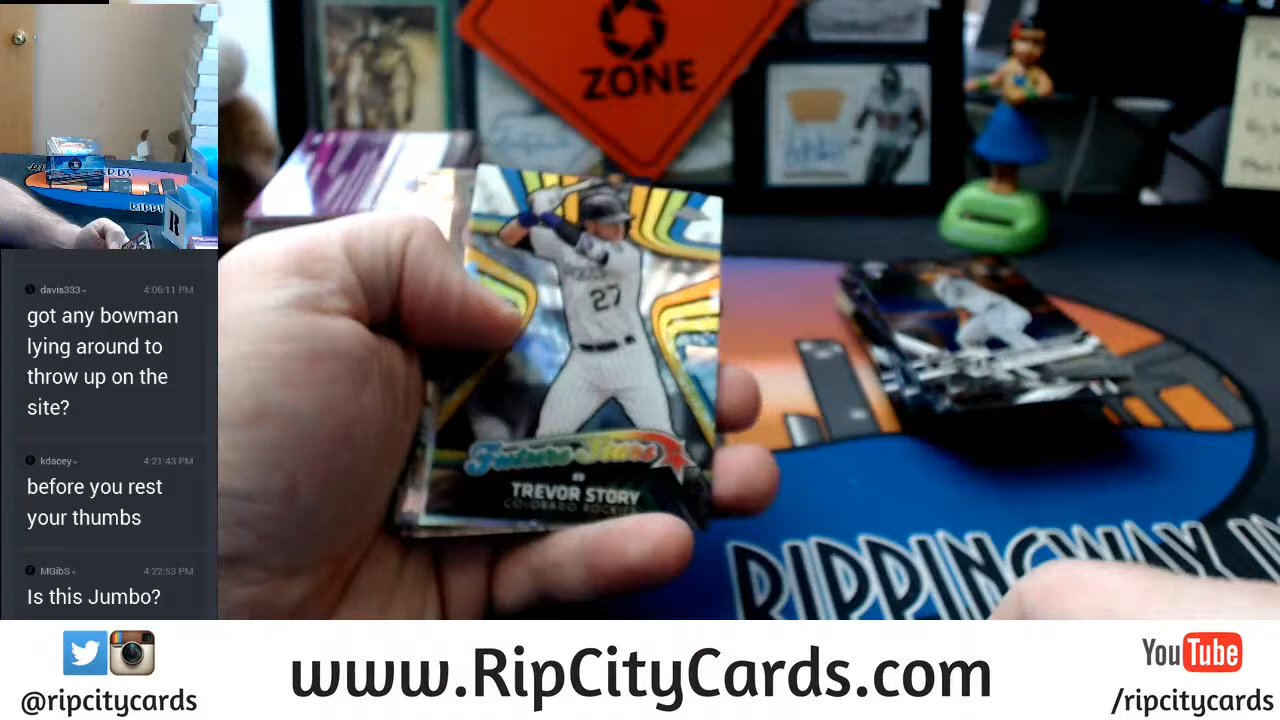 ZONE
27
Future Stars
TREVOR STORY
COLORADO ROCKIES
RIPPINGWAY
davis333
4:06:11 PM
got any bowman
lying around to
throw up on the
site?
kdacey
4:21:43 PM
before you rest
your thumbs
MGibS
4:22:53 PM
Is this Jumbo?
@ripcitycards
www.RipCityCards.com
YouTube
/ripcitycards